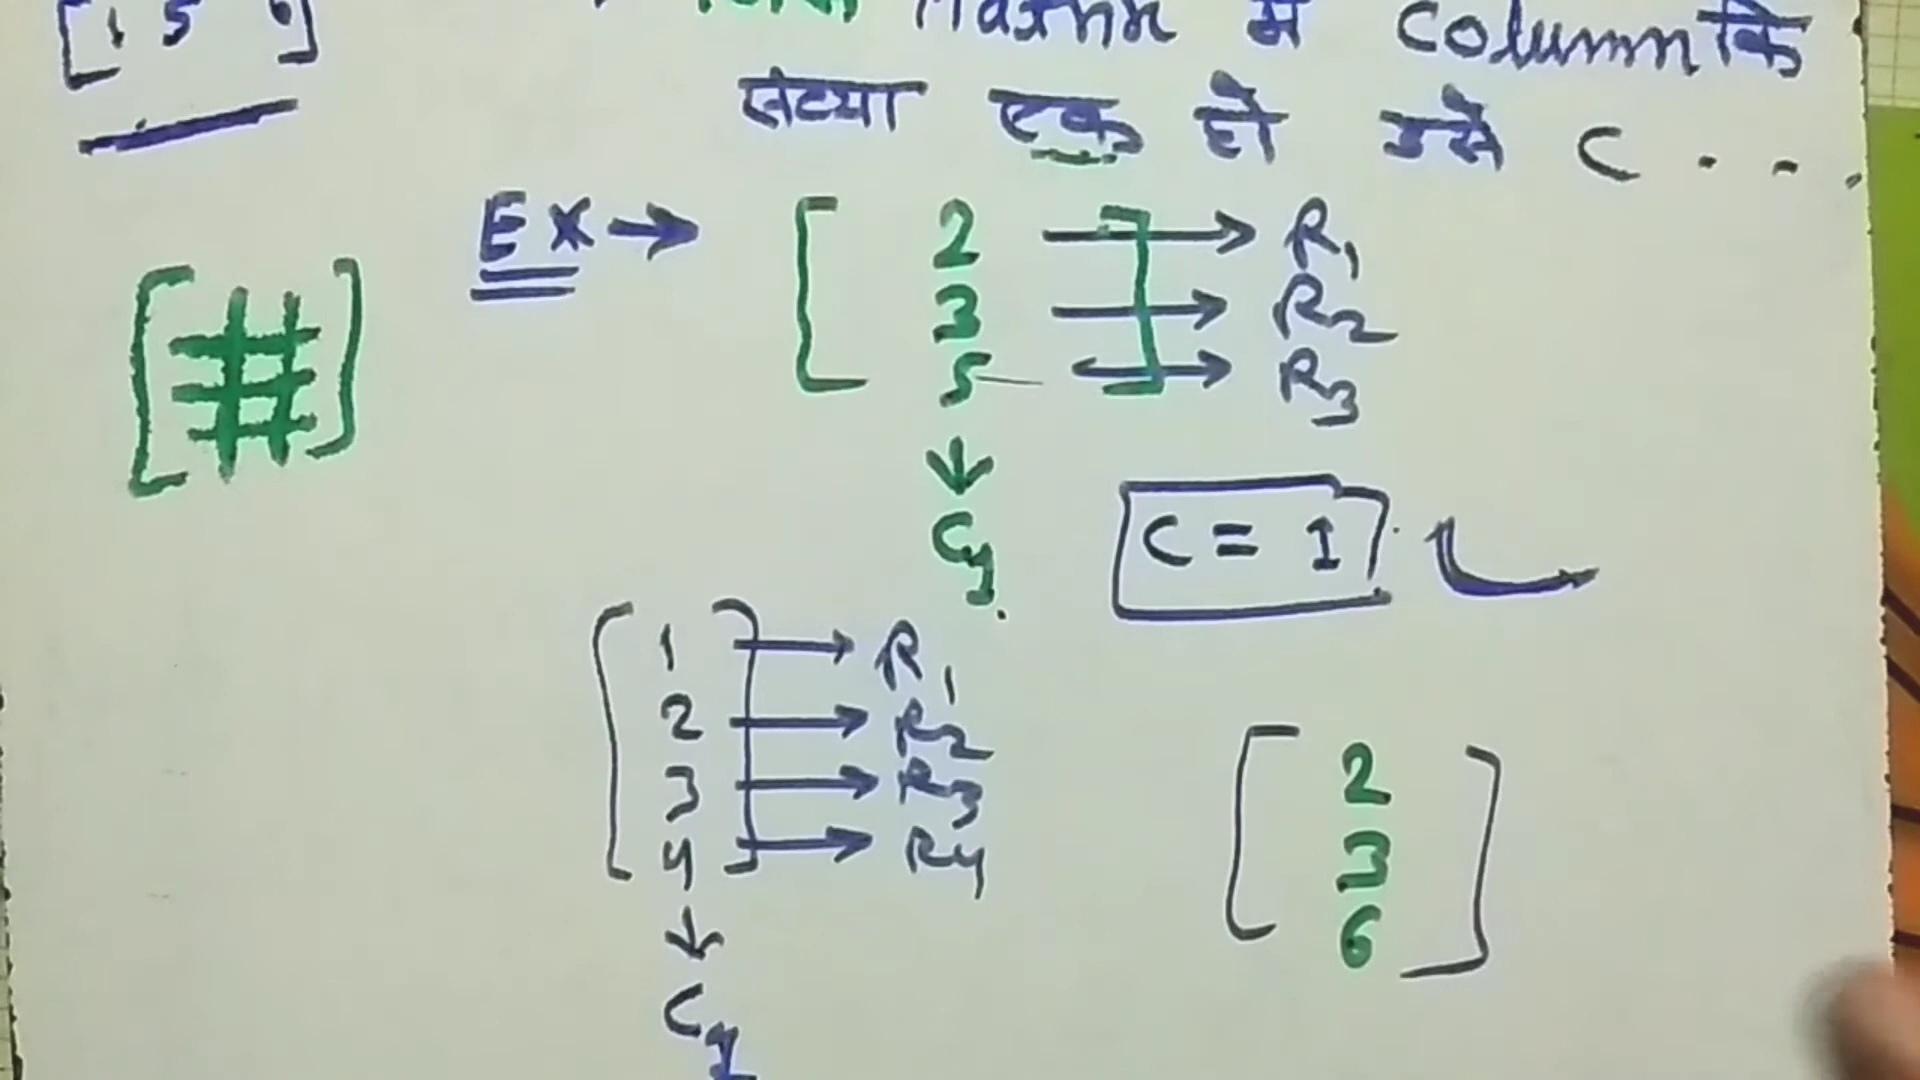 [1 5 6]
Matrix में Column कि
संख्या एक हो उसे C . . .
Ex→
[2 → R1
3 → R2
5] → R3
↓
C1
C = 1
[1 → R1
2 → R2
3 → R3
4] → R4
↓
C1
[2
3
6]